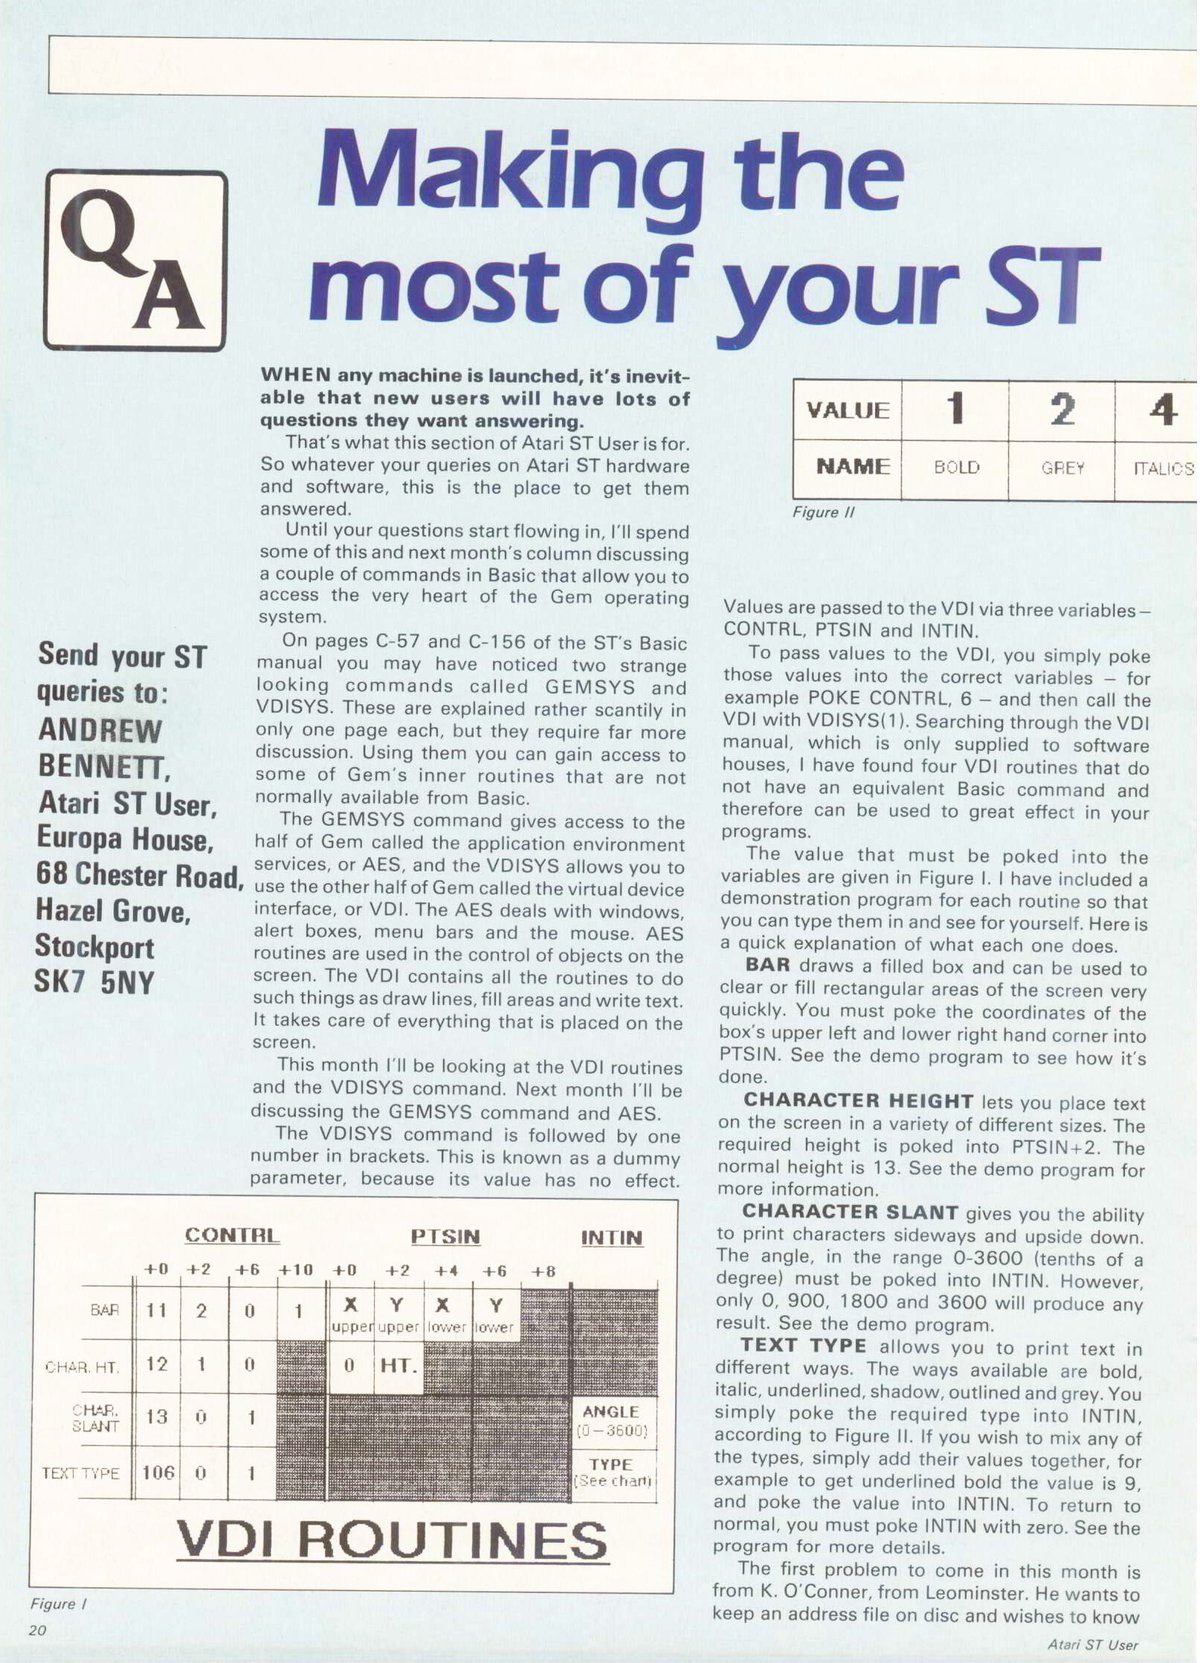 Making the
most of your ST
Q
A
WHEN any machine is launched, it's inevit-
able that new users will have lots of
questions they want answering.
That's what this section of Atari ST User is for.
So whatever your queries on Atari ST hardware
and software, this is the place to get them
answered.
Until your questions start flowing in, I'll spend
some of this and next month's column discussing
a couple of commands in Basic that allow you to
access the very heart of the Gem operating
system.
On pages C-57 and C-156 of the ST's Basic
manual you may have noticed two strange
looking commands called GEMSYS and
VDISYS. These are explained rather scantily in
only one page each, but they require far more
discussion. Using them you can gain access to
some of Gem's inner routines that are not
normally available from Basic.
The GEMSYS command gives access to the
half of Gem called the application environment
services, or AES, and the VDISYS allows you to
use the other half of Gem called the virtual device
interface, or VDI. The AES deals with windows,
alert boxes, menu bars and the mouse. AES
routines are used in the control of objects on the
screen. The VDI contains all the routines to do
such things as draw lines, fill areas and write text.
It takes care of everything that is placed on the
screen.
This month I'll be looking at the VDI routines
and the VDISYS command. Next month I'll be
discussing the GEMSYS command and AES.
The VDISYS command is followed by one
number in brackets. This is known as a dummy
parameter, because its value has no effect.
Send your ST
queries to:
ANDREW
BENNETT,
Atari ST User,
Europa House,
68 Chester Road,
Hazel Grove,
Stockport
SK7 5NY
VALUE 1 2 4
NAME BOLD GREY ITALICS
Figure II
Values are passed to the VDI via three variables –
CONTRL, PTSIN and INTIN.
To pass values to the VDI, you simply poke
those values into the correct variables – for
example POKE CONTRL, 6 – and then call the
VDI with VDISYS(1). Searching through the VDI
manual, which is only supplied to software
houses, I have found four VDI routines that do
not have an equivalent Basic command and
therefore can be used to great effect in your
programs.
The value that must be poked into the
variables are given in Figure I. I have included a
demonstration program for each routine so that
you can type them in and see for yourself. Here is
a quick explanation of what each one does.
BAR draws a filled box and can be used to
clear or fill rectangular areas of the screen very
quickly. You must poke the coordinates of the
box's upper left and lower right hand corner into
PTSIN. See the demo program to see how it's
done.
CHARACTER HEIGHT lets you place text
on the screen in a variety of different sizes. The
required height is poked into PTSIN+2. The
normal height is 13. See the demo program for
more information.
CHARACTER SLANT gives you the ability
to print characters sideways and upside down.
The angle, in the range 0-3600 (tenths of a
degree) must be poked into INTIN. However,
only 0, 900, 1800 and 3600 will produce any
result. See the demo program.
TEXT TYPE allows you to print text in
different ways. The ways available are bold,
italic, underlined, shadow, outlined and grey. You
simply poke the required type into INTIN,
according to Figure II. If you wish to mix any of
the types, simply add their values together, for
example to get underlined bold the value is 9,
and poke the value into INTIN. To return to
normal, you must poke INTIN with zero. See the
program for more details.
The first problem to come in this month is
from K. O'Conner, from Leominster. He wants to
keep an address file on disc and wishes to know
CONTRL PTSIN INTIN
+0 +2 +6 +10 +0 +2 +4 +6 +8
BAR 11 2 0 1 X Y X Y
upper upper lower lower
CHAR. HT. 12 1 0 0 HT.
CHAR.
SLANT 13 0 1 ANGLE
(0–3600)
TEXT TYPE 106 0 1 TYPE
(See chart)
VDI ROUTINES
Figure I
20
Atari ST User